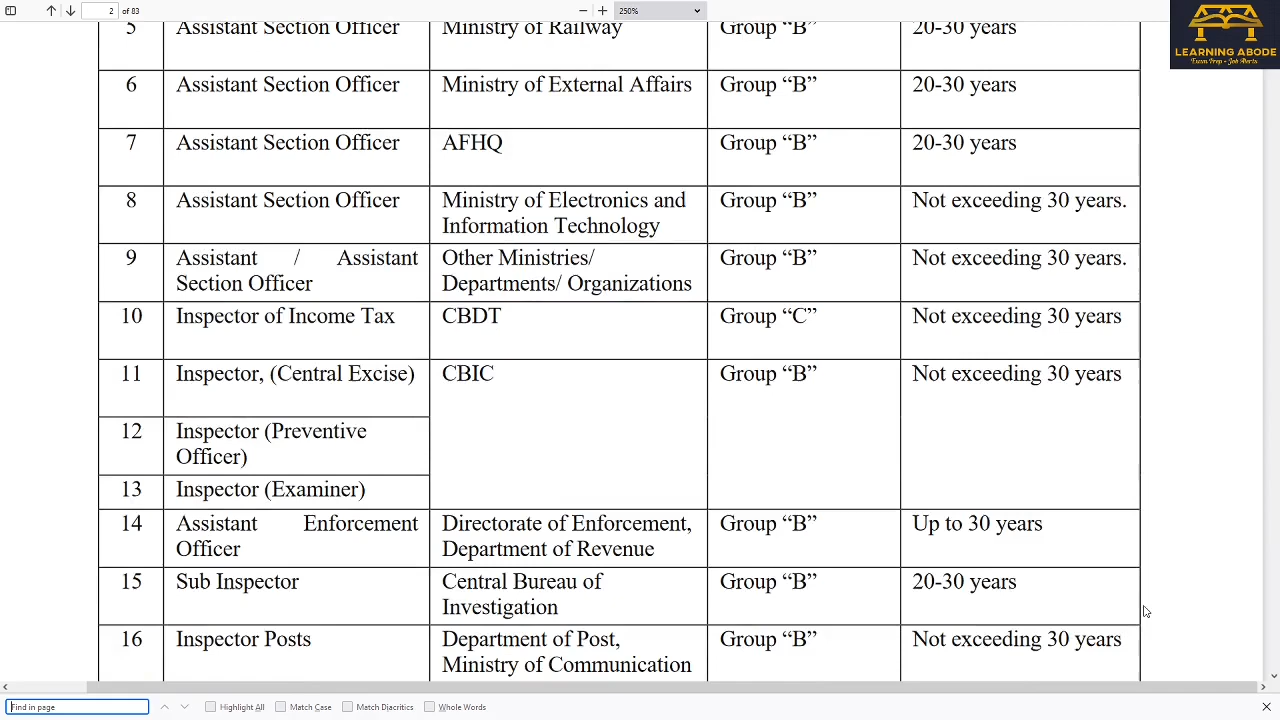 2 of 83
250%
LEARNING ABODE
Exam Prep - Job Alerts
5 Assistant Section Officer Ministry of Railway Group “B” 20-30 years
6 Assistant Section Officer Ministry of External Affairs Group “B” 20-30 years
7 Assistant Section Officer AFHQ Group “B” 20-30 years
8 Assistant Section Officer Ministry of Electronics and Group “B” Not exceeding 30 years.
Information Technology
9 Assistant / Assistant Other Ministries/ Group “B” Not exceeding 30 years.
Section Officer Departments/ Organizations
10 Inspector of Income Tax CBDT Group “C” Not exceeding 30 years
11 Inspector, (Central Excise) CBIC Group “B” Not exceeding 30 years
12 Inspector (Preventive
Officer)
13 Inspector (Examiner)
14 Assistant Enforcement Directorate of Enforcement, Group “B” Up to 30 years
Officer Department of Revenue
15 Sub Inspector Central Bureau of Group “B” 20-30 years
Investigation
16 Inspector Posts Department of Post, Group “B” Not exceeding 30 years
Ministry of Communication
Find in page Highlight All Match Case Match Diacritics Whole Words